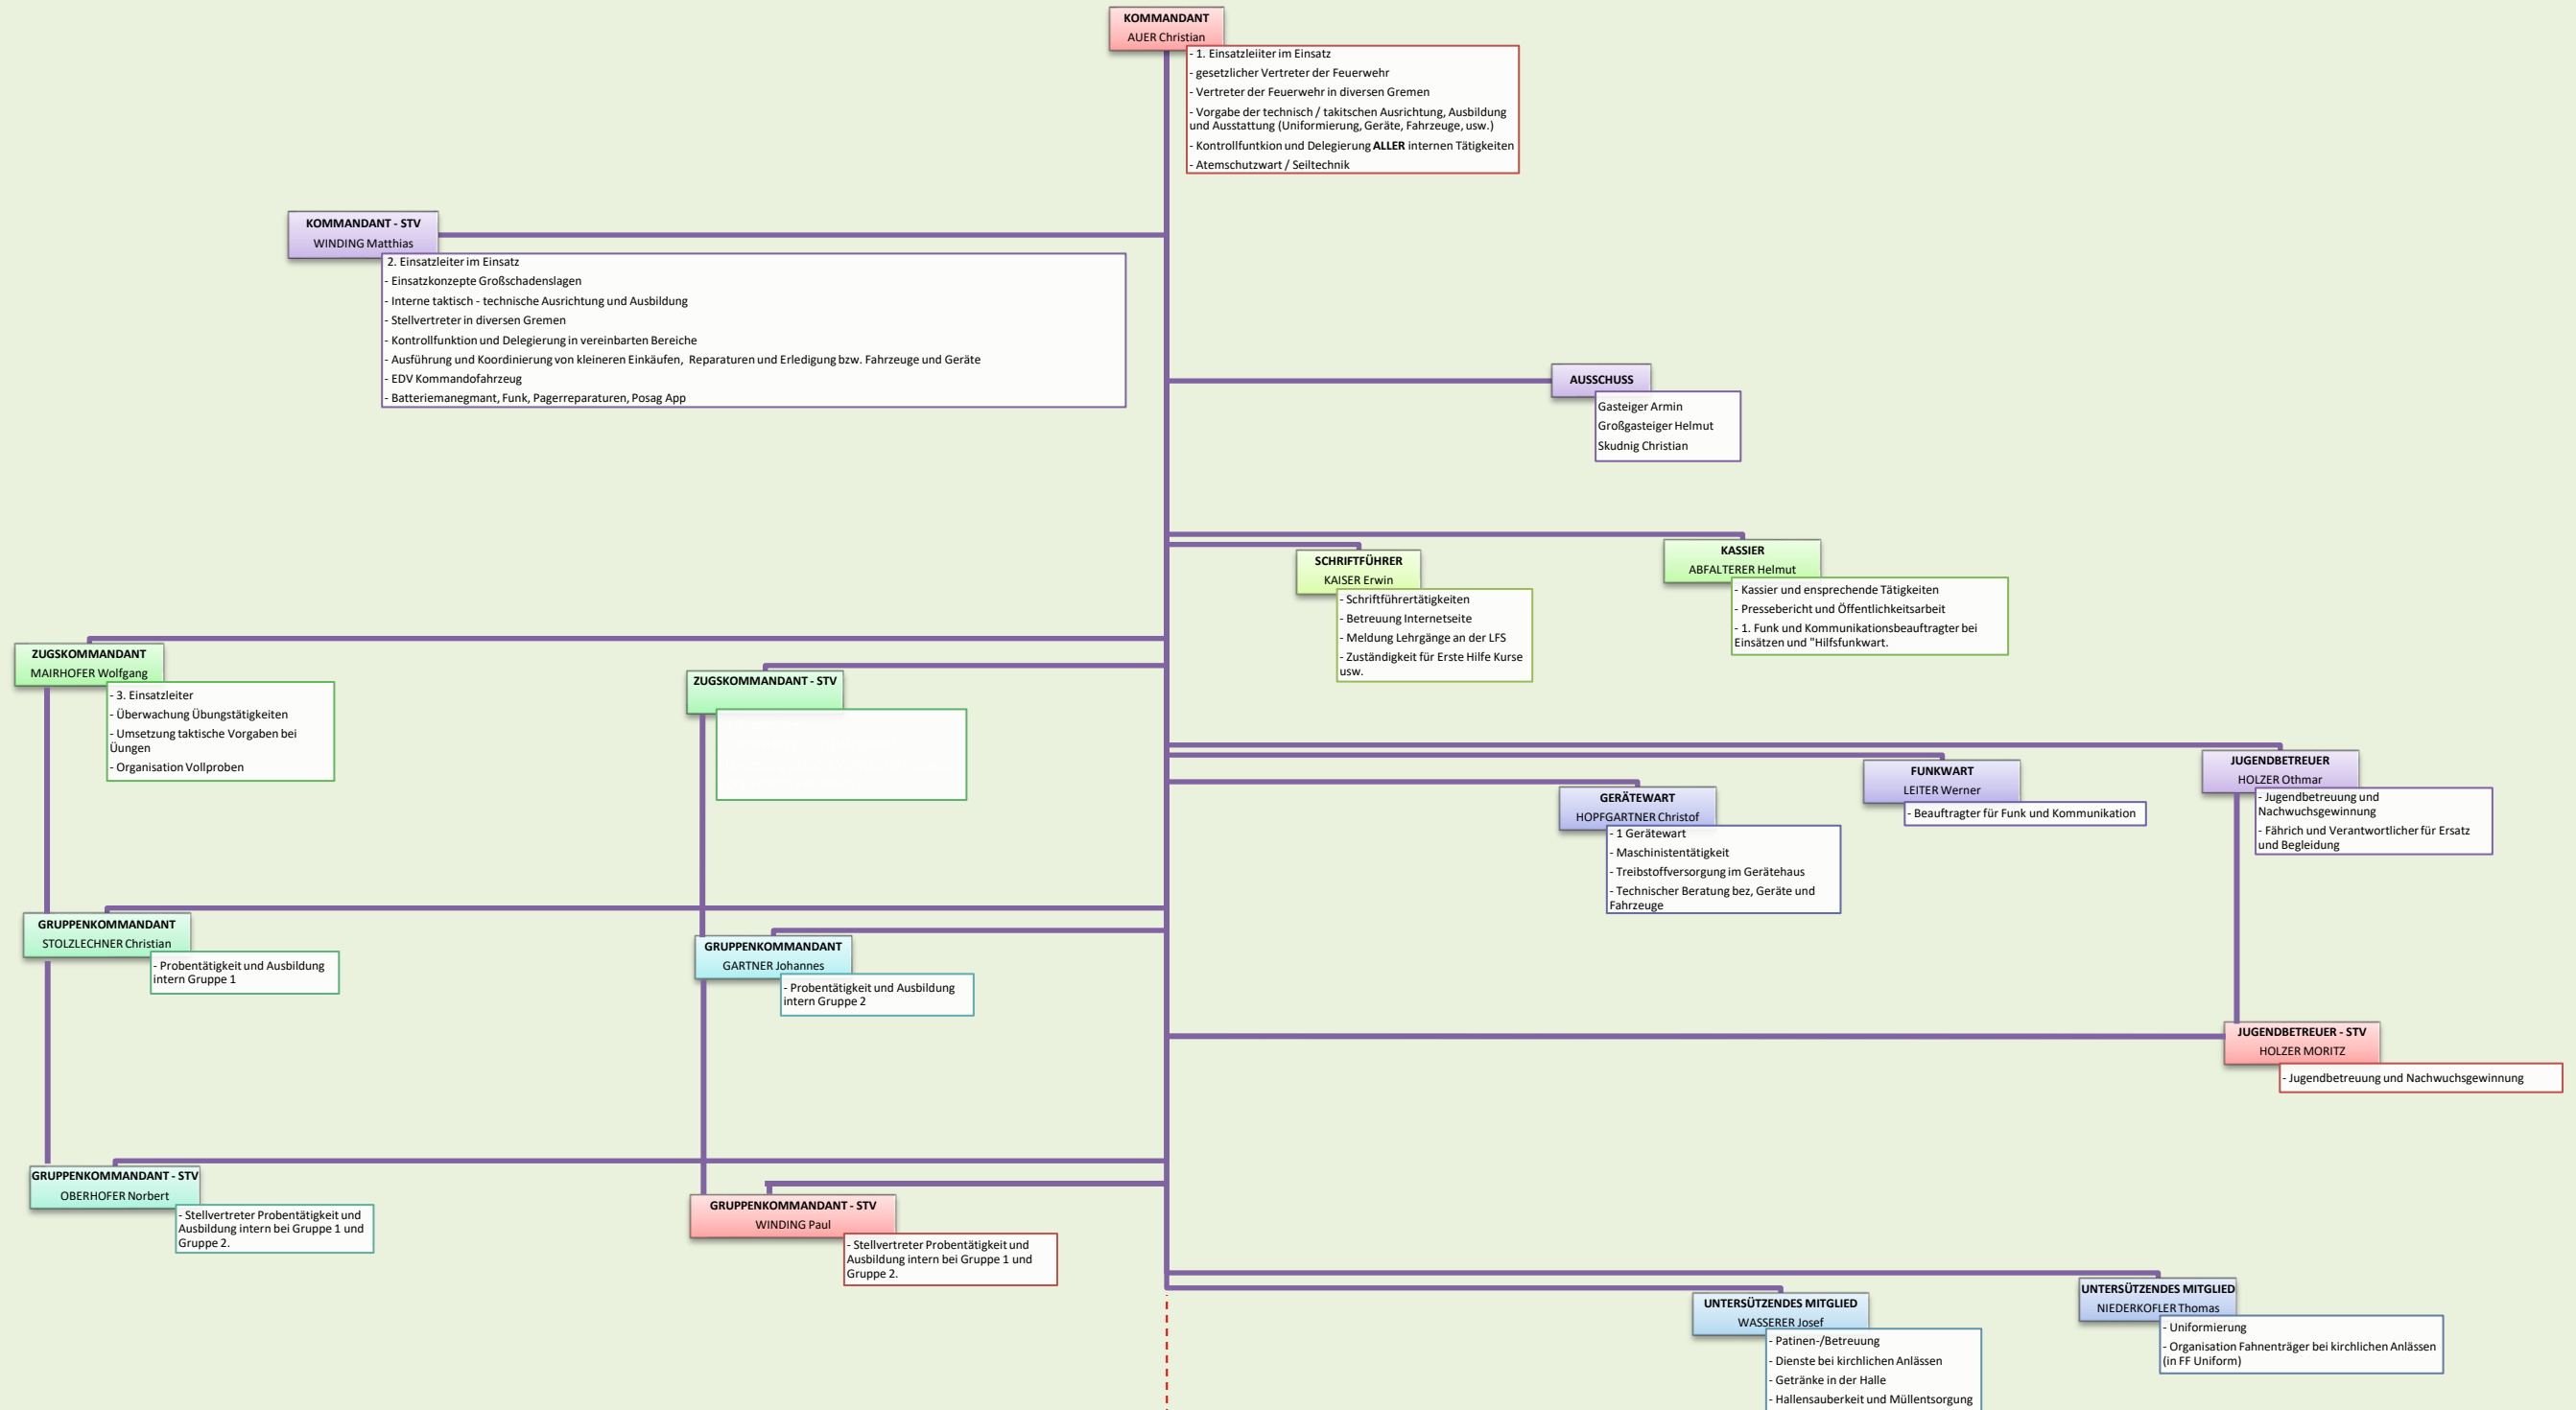 KOMMANDANT
AUER Christian
- 1. Einsatzleiiter im Einsatz
- gesetzlicher Vertreter der Feuerwehr
- Vertreter der Feuerwehr in diversen Gremen
- Vorgabe der technisch / takitschen Ausrichtung, Ausbildung
und Ausstattung (Uniformierung, Geräte, Fahrzeuge, usw.)
- Kontrollfuntkion und Delegierung ALLER internen Tätigkeiten
- Atemschutzwart / Seiltechnik
KOMMANDANT - STV
WINDING Matthias
2. Einsatzleiter im Einsatz
- Einsatzkonzepte Großschadenslagen
- Interne taktisch - technische Ausrichtung und Ausbildung
- Stellvertreter in diversen Gremen
- Kontrollfunktion und Delegierung in vereinbarten Bereiche
- Ausführung und Koordinierung von kleineren Einkäufen, Reparaturen und Erledigung bzw. Fahrzeuge und Geräte
- EDV Kommandofahrzeug
- Batteriemanegmant, Funk, Pagerreparaturen, Posag App
AUSSCHUSS
Gasteiger Armin
Großgasteiger Helmut
Skudnig Christian
SCHRIFTFÜHRER
KAISER Erwin
- Schriftführertätigkeiten
- Betreuung Internetseite
- Meldung Lehrgänge an der LFS
- Zuständigkeit für Erste Hilfe Kurse
usw.
KASSIER
ABFALTERER Helmut
- Kassier und ensprechende Tätigkeiten
- Pressebericht und Öffentlichkeitsarbeit
- 1. Funk und Kommunikationsbeauftragter bei
Einsätzen und "Hilfsfunkwart.
ZUGSKOMMANDANT
MAIRHOFER Wolfgang
- 3. Einsatzleiter
- Überwachung Übungstätigkeiten
- Umsetzung taktische Vorgaben bei
Üungen
- Organisation Vollproben
ZUGSKOMMANDANT - STV
GERÄTEWART
HOPFGARTNER Christof
- 1 Gerätewart
- Maschinistentätigkeit
- Treibstoffversorgung im Gerätehaus
- Technischer Beratung bez, Geräte und
Fahrzeuge
FUNKWART
LEITER Werner
- Beauftragter für Funk und Kommunikation
JUGENDBETREUER
HOLZER Othmar
- Jugendbetreuung und
Nachwuchsgewinnung
- Fährich und Verantwortlicher für Ersatz
und Begleidung
GRUPPENKOMMANDANT
STOLZLECHNER Christian
- Probentätigkeit und Ausbildung
intern Gruppe 1
GRUPPENKOMMANDANT
GARTNER Johannes
- Probentätigkeit und Ausbildung
intern Gruppe 2
JUGENDBETREUER - STV
HOLZER MORITZ
- Jugendbetreuung und Nachwuchsgewinnung
GRUPPENKOMMANDANT - STV
OBERHOFER Norbert
- Stellvertreter Probentätigkeit und
Ausbildung intern bei Gruppe 1 und
Gruppe 2.
GRUPPENKOMMANDANT - STV
WINDING Paul
- Stellvertreter Probentätigkeit und
Ausbildung intern bei Gruppe 1 und
Gruppe 2.
UNTERSÜTZENDES MITGLIED
WASSERER Josef
- Patinen-/Betreuung
- Dienste bei kirchlichen Anlässen
- Getränke in der Halle
- Hallensauberkeit und Müllentsorgung
UNTERSÜTZENDES MITGLIED
NIEDERKOFLER Thomas
- Uniformierung
- Organisation Fahnenträger bei kirchlichen Anlässen
(in FF Uniform)